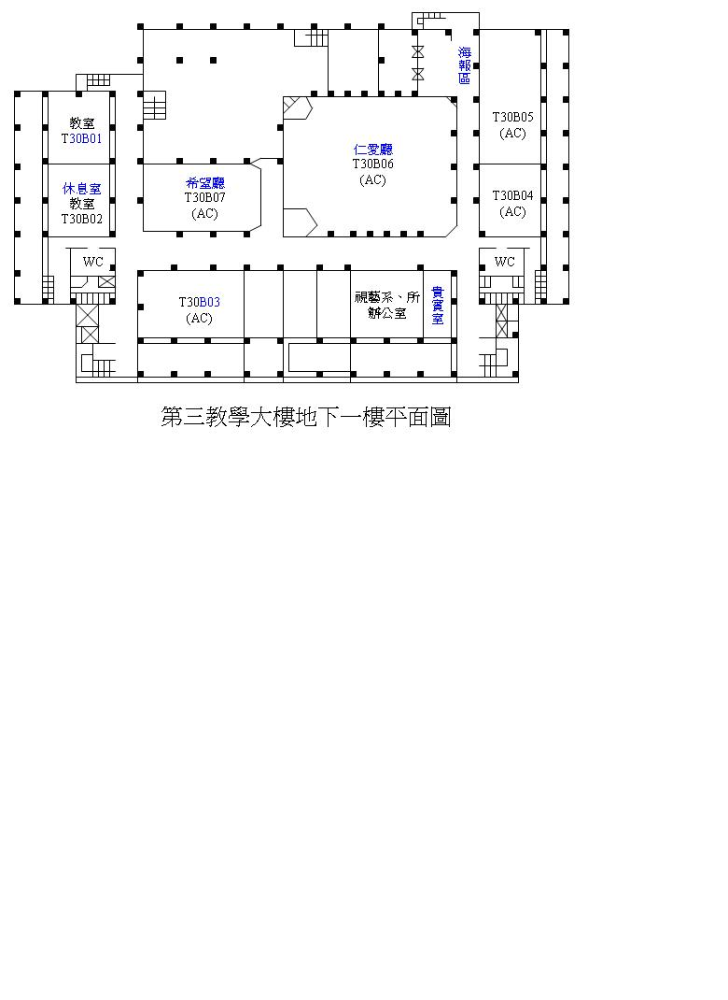 海報區
教室
T30B01
休息室
教室
T30B02
希望廳
T30B07
(AC)
仁愛廳
T30B06
(AC)
T30B05
(AC)
T30B04
(AC)
WC
WC
T30B03
(AC)
視藝系、所
辦公室
貴賓室
第三教學大樓地下一樓平面圖